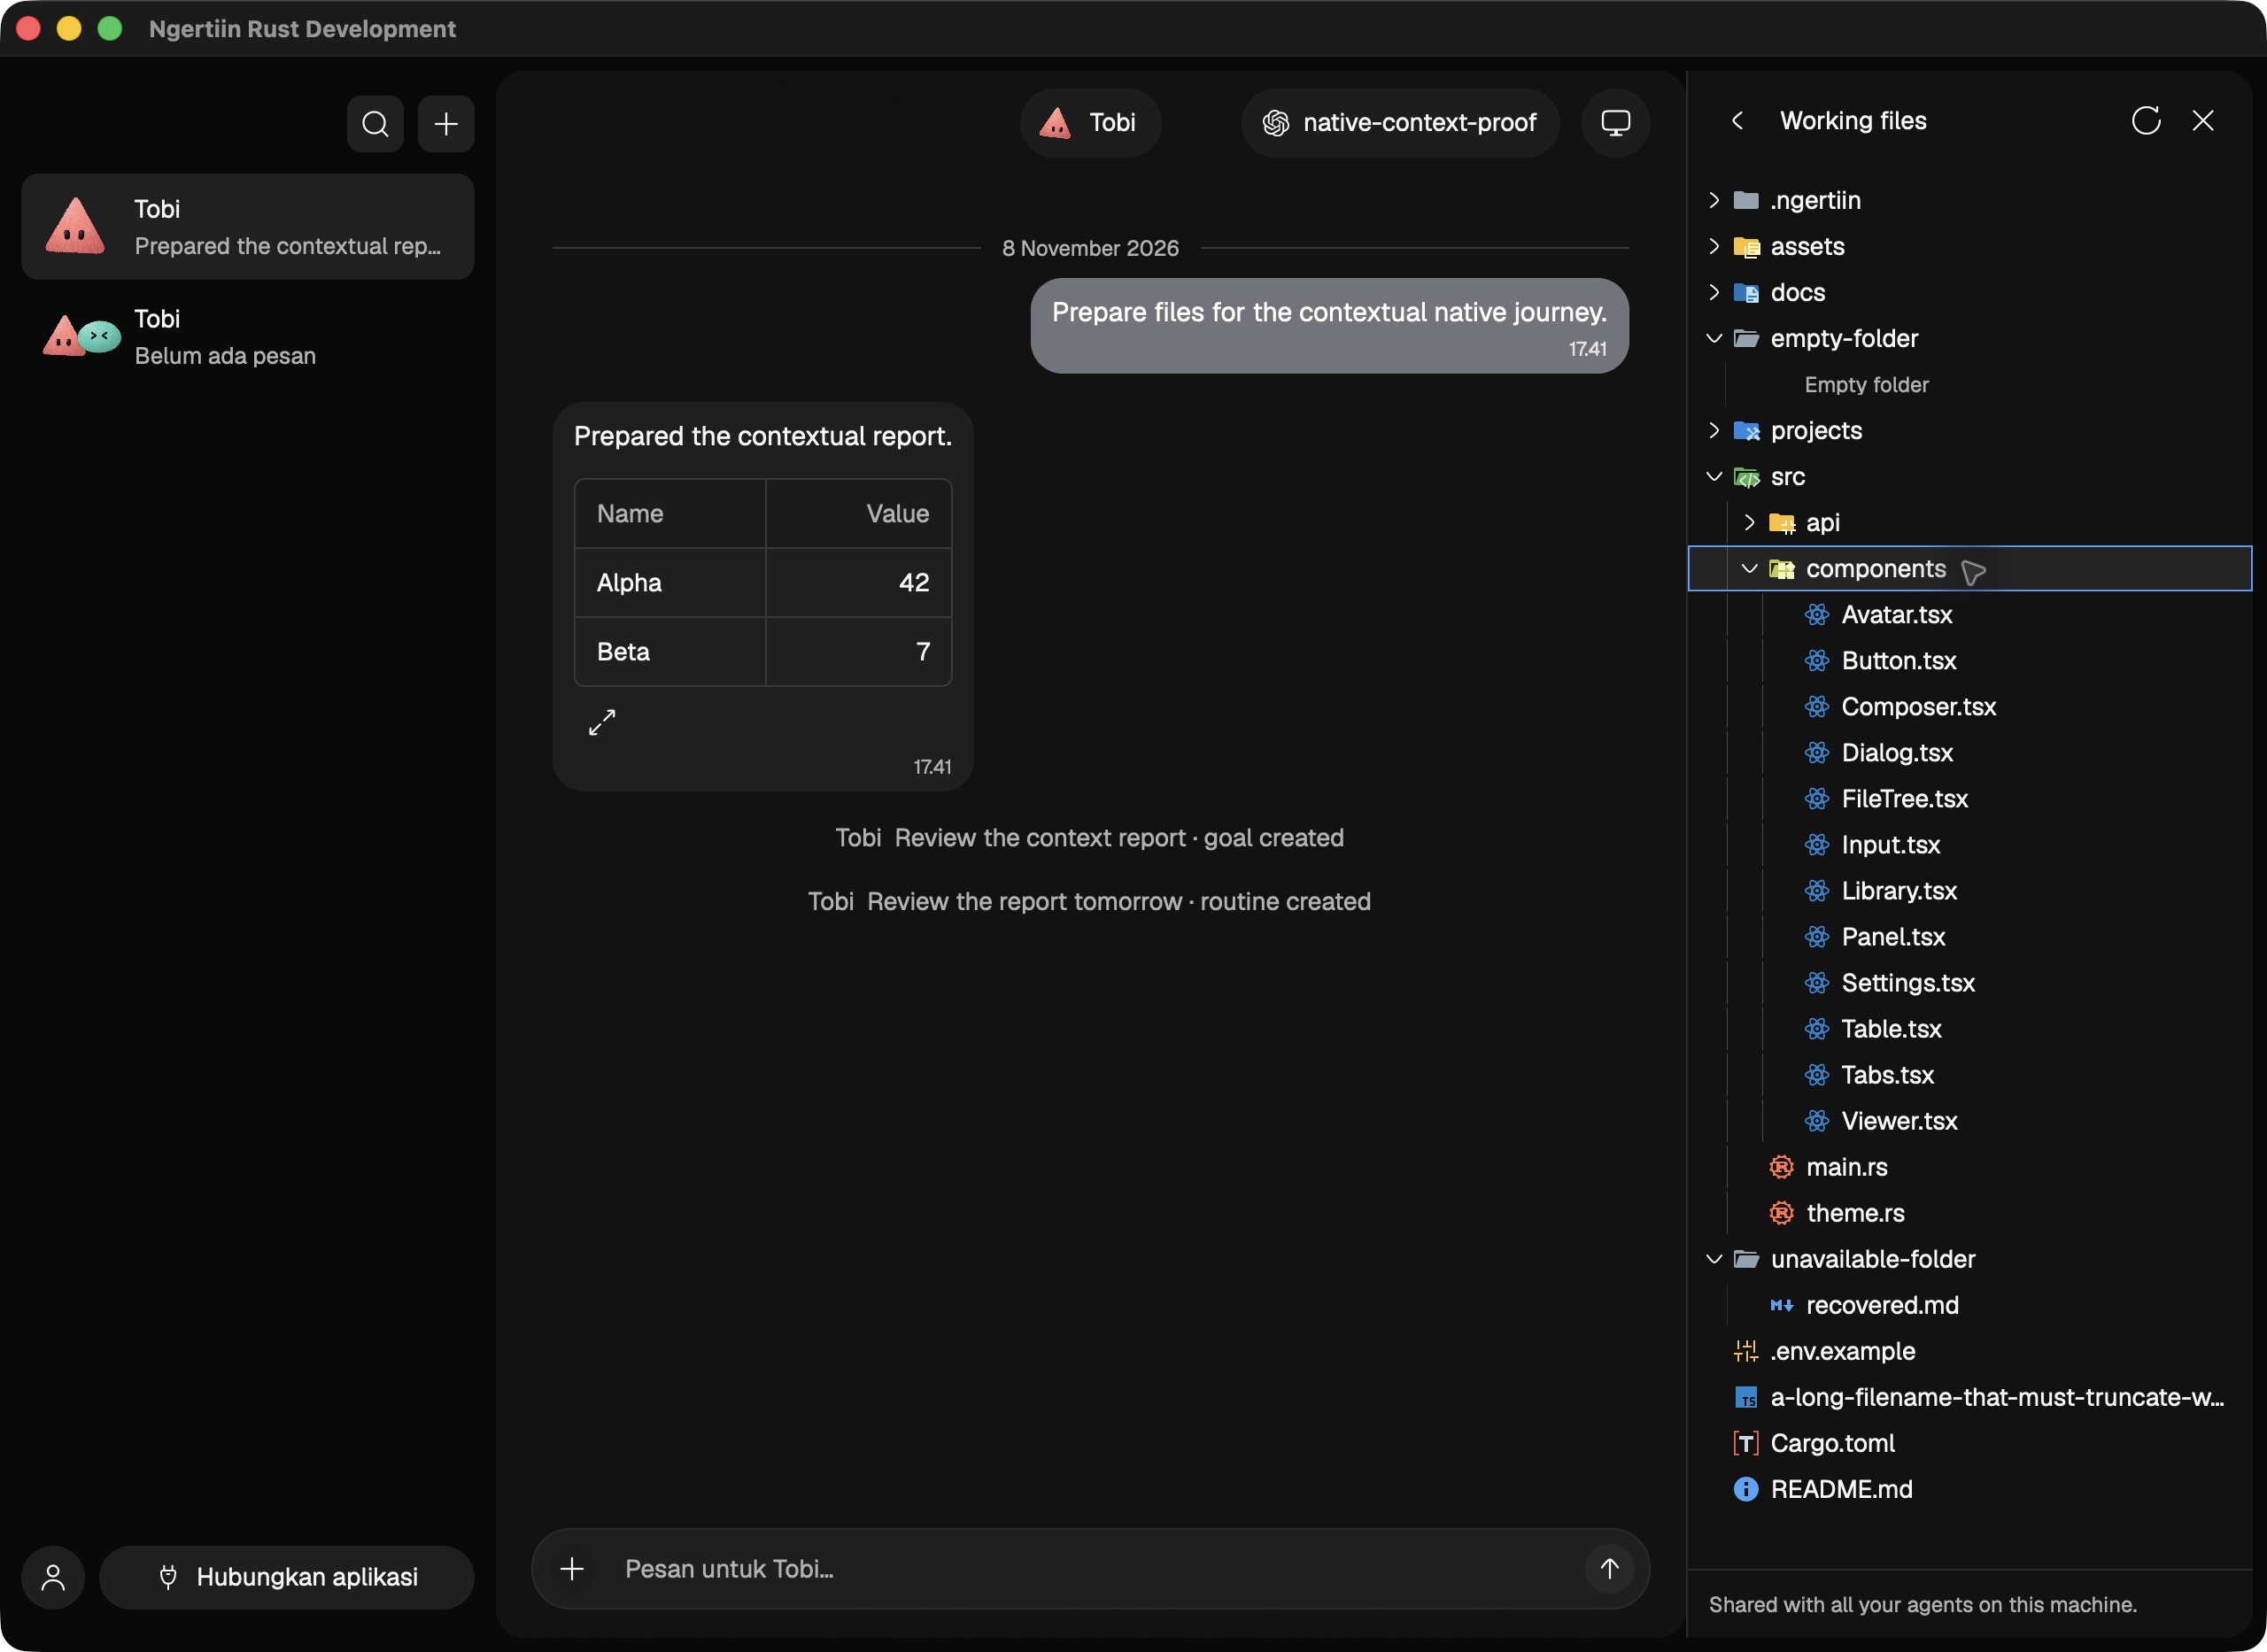 Ngertiin Rust Development
Tobi
Prepared the contextual rep...
Tobi
Belum ada pesan
Hubungkan aplikasi
Tobi
native-context-proof
8 November 2026
Prepare files for the contextual native journey.
17.41
Prepared the contextual report.
Name Value
Alpha 42
Beta 7
17.41
Tobi Review the context report · goal created
Tobi Review the report tomorrow · routine created
Pesan untuk Tobi...
Working files
.ngertiin
assets
docs
empty-folder
Empty folder
projects
src
api
components
Avatar.tsx
Button.tsx
Composer.tsx
Dialog.tsx
FileTree.tsx
Input.tsx
Library.tsx
Panel.tsx
Settings.tsx
Table.tsx
Tabs.tsx
Viewer.tsx
main.rs
theme.rs
unavailable-folder
recovered.md
.env.example
a-long-filename-that-must-truncate-w...
Cargo.toml
README.md
Shared with all your agents on this machine.